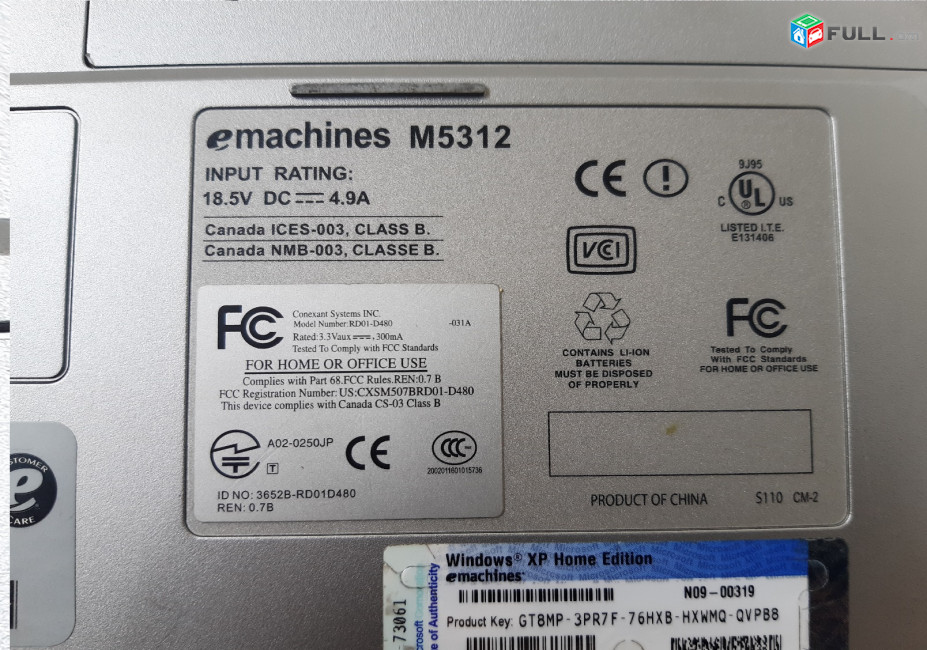 FULL
emachines M5312
INPUT RATING:
18.5V DC 4.9A
Canada ICES-003, CLASS B.
Canada NMB-003, CLASSE B.
CE
9J95
C UL ® US
LISTED I.T.E.
E131406
VCI
FC
Conexant Systems INC.
Model Number:RD01-D480 -031A
Rated:3.3Vaux , 300mA
Tested To Comply with FCC Standards
FOR HOME OR OFFICE USE
Complies with Part 68.FCC Rules.REN:0.7 B
FCC Registration Number: US:CXSM507BRD01-D480
This device complies with Canada CS-03 Class B
A02-0250JP
T
CE
CCC
2002011601015736
ID NO: 3652B-RD01D480
REN: 0.7B
CONTAINS LI-ION
BATTERIES
MUST BE DISPOSED
OF PROPERLY
FC
Tested To Comply
With FCC Standards
FOR HOME OR OFFICE USE
PRODUCT OF CHINA S110 CM-2
CUSTOMER
e
CARE
Windows® XP Home Edition
emachines
N09-00319
Product Key: GT8MP-3PR7F-76HXB-HXWMQ-QVPB8
-73061
of Authenticity